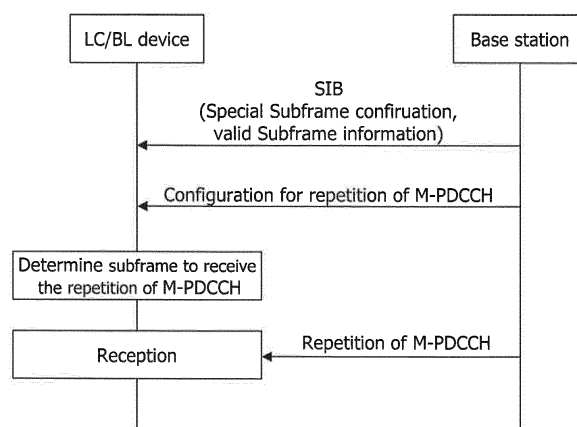 LC/BL device
Base station
SIB
(Special Subframe confiruation,
valid Subframe information)
Configuration for repetition of M-PDCCH
Determine subframe to receive
the repetition of M-PDCCH
Repetition of M-PDCCH
Reception